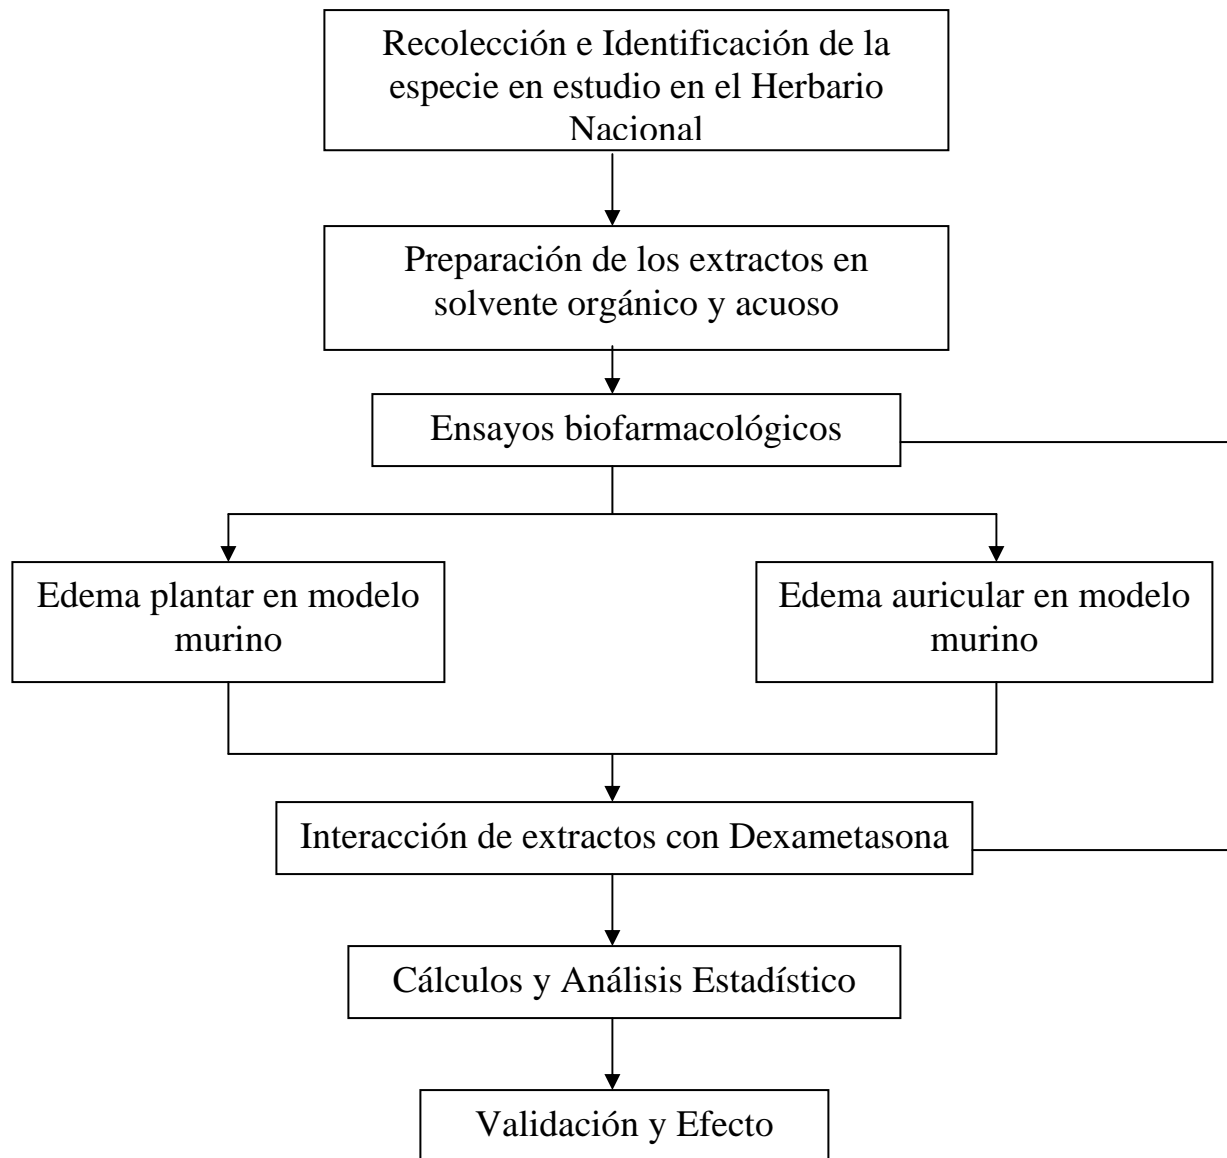 Recolección e Identificación de la
especie en estudio en el Herbario
Nacional
Preparación de los extractos en
solvente orgánico y acuoso
Ensayos biofarmacológicos
Edema plantar en modelo
murino
Edema auricular en modelo
murino
Interacción de extractos con Dexametasona
Cálculos y Análisis Estadístico
Validación y Efecto